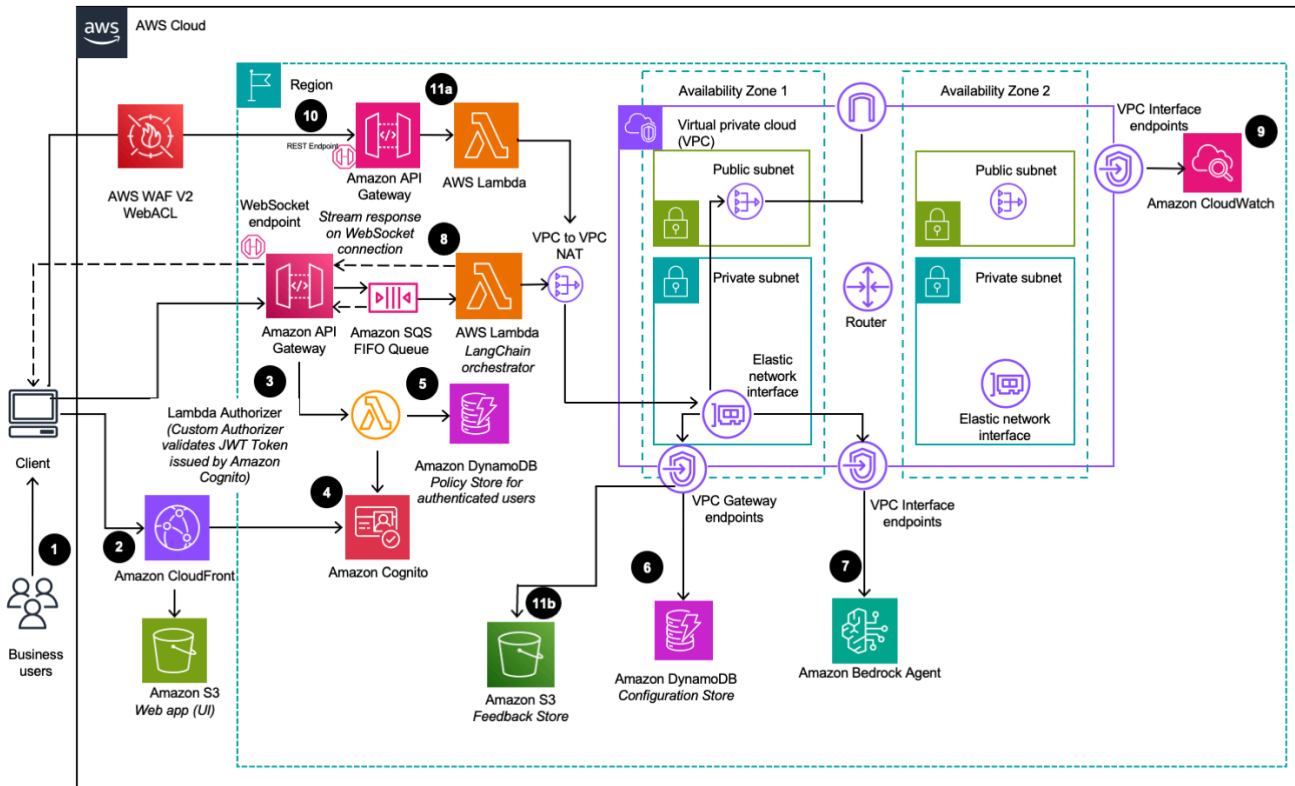 aws
AWS Cloud
Region
10
11a
REST Endpoint
Amazon API
Gateway
AWS Lambda
AWS WAF V2
WebACL
WebSocket
endpoint
Stream response
on WebSocket
connection
8
VPC to VPC
NAT
Amazon API
Gateway
Amazon SQS
FIFO Queue
AWS Lambda
LangChain
orchestrator
3
5
Lambda Authorizer
(Custom Authorizer
validates JWT Token
issued by Amazon
Cognito)
Amazon DynamoDB
Policy Store for
authenticated users
4
Amazon Cognito
Client
1
2
Amazon CloudFront
Business
users
Amazon S3
Web app (UI)
Availability Zone 1
Virtual private cloud
(VPC)
Public subnet
Private subnet
Elastic
network
interface
Router
Availability Zone 2
Public subnet
Private subnet
Elastic network
interface
VPC Interface
endpoints
9
Amazon CloudWatch
VPC Gateway
endpoints
VPC Interface
endpoints
11b
6
7
Amazon S3
Feedback Store
Amazon DynamoDB
Configuration Store
Amazon Bedrock Agent